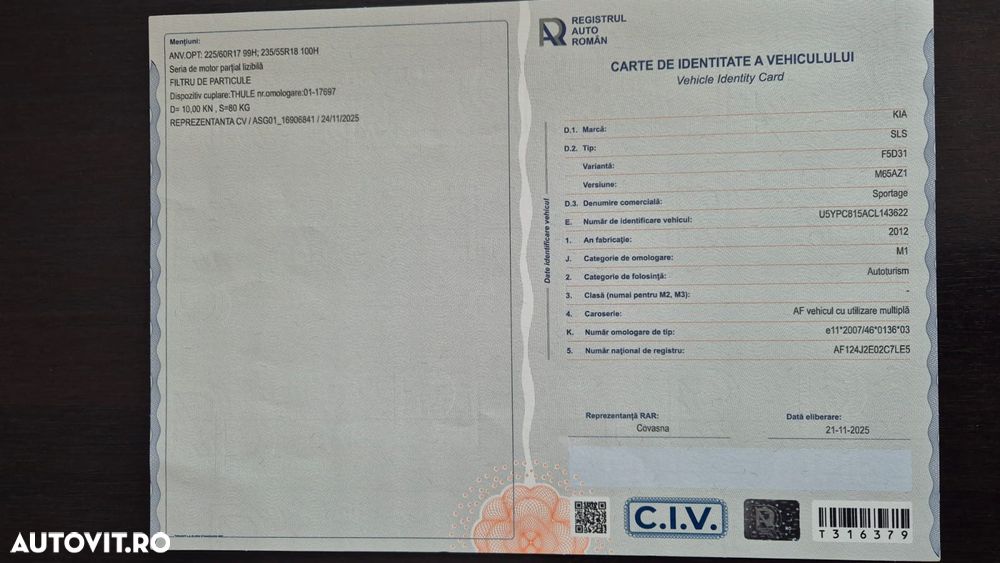 Mențiuni:
ANV.OPT: 225/60R17 99H; 235/55R18 100H
Seria de motor parțial lizibilă
FILTRU DE PARTICULE
Dispozitiv cuplare:THULE nr.omologare:01-17697
D= 10,00 KN , S=80 KG
REPREZENTANTA CV / ASG01_16906841 / 24/11/2025
REGISTRUL
AUTO
ROMÂN
CARTE DE IDENTITATE A VEHICULULUI
Vehicle Identity Card
Date identificare vehicul
D.1. Marcă: KIA
D.2. Tip: SLS
Variantă: F5D31
Versiune: M65AZ1
D.3. Denumire comercială: Sportage
E. Număr de identificare vehicul: U5YPC815ACL143622
1. An fabricație: 2012
J. Categorie de omologare: M1
2. Categorie de folosință: Autoturism
3. Clasă (numai pentru M2, M3): -
4. Caroserie: AF vehicul cu utilizare multiplă
K. Număr omologare de tip: e11*2007/46*0136*03
5. Număr național de registru: AF124J2E02C7LE5
Reprezentanță RAR: Data eliberare:
Covasna 21-11-2025
C.I.V.
T316379
AUTOVIT.RO